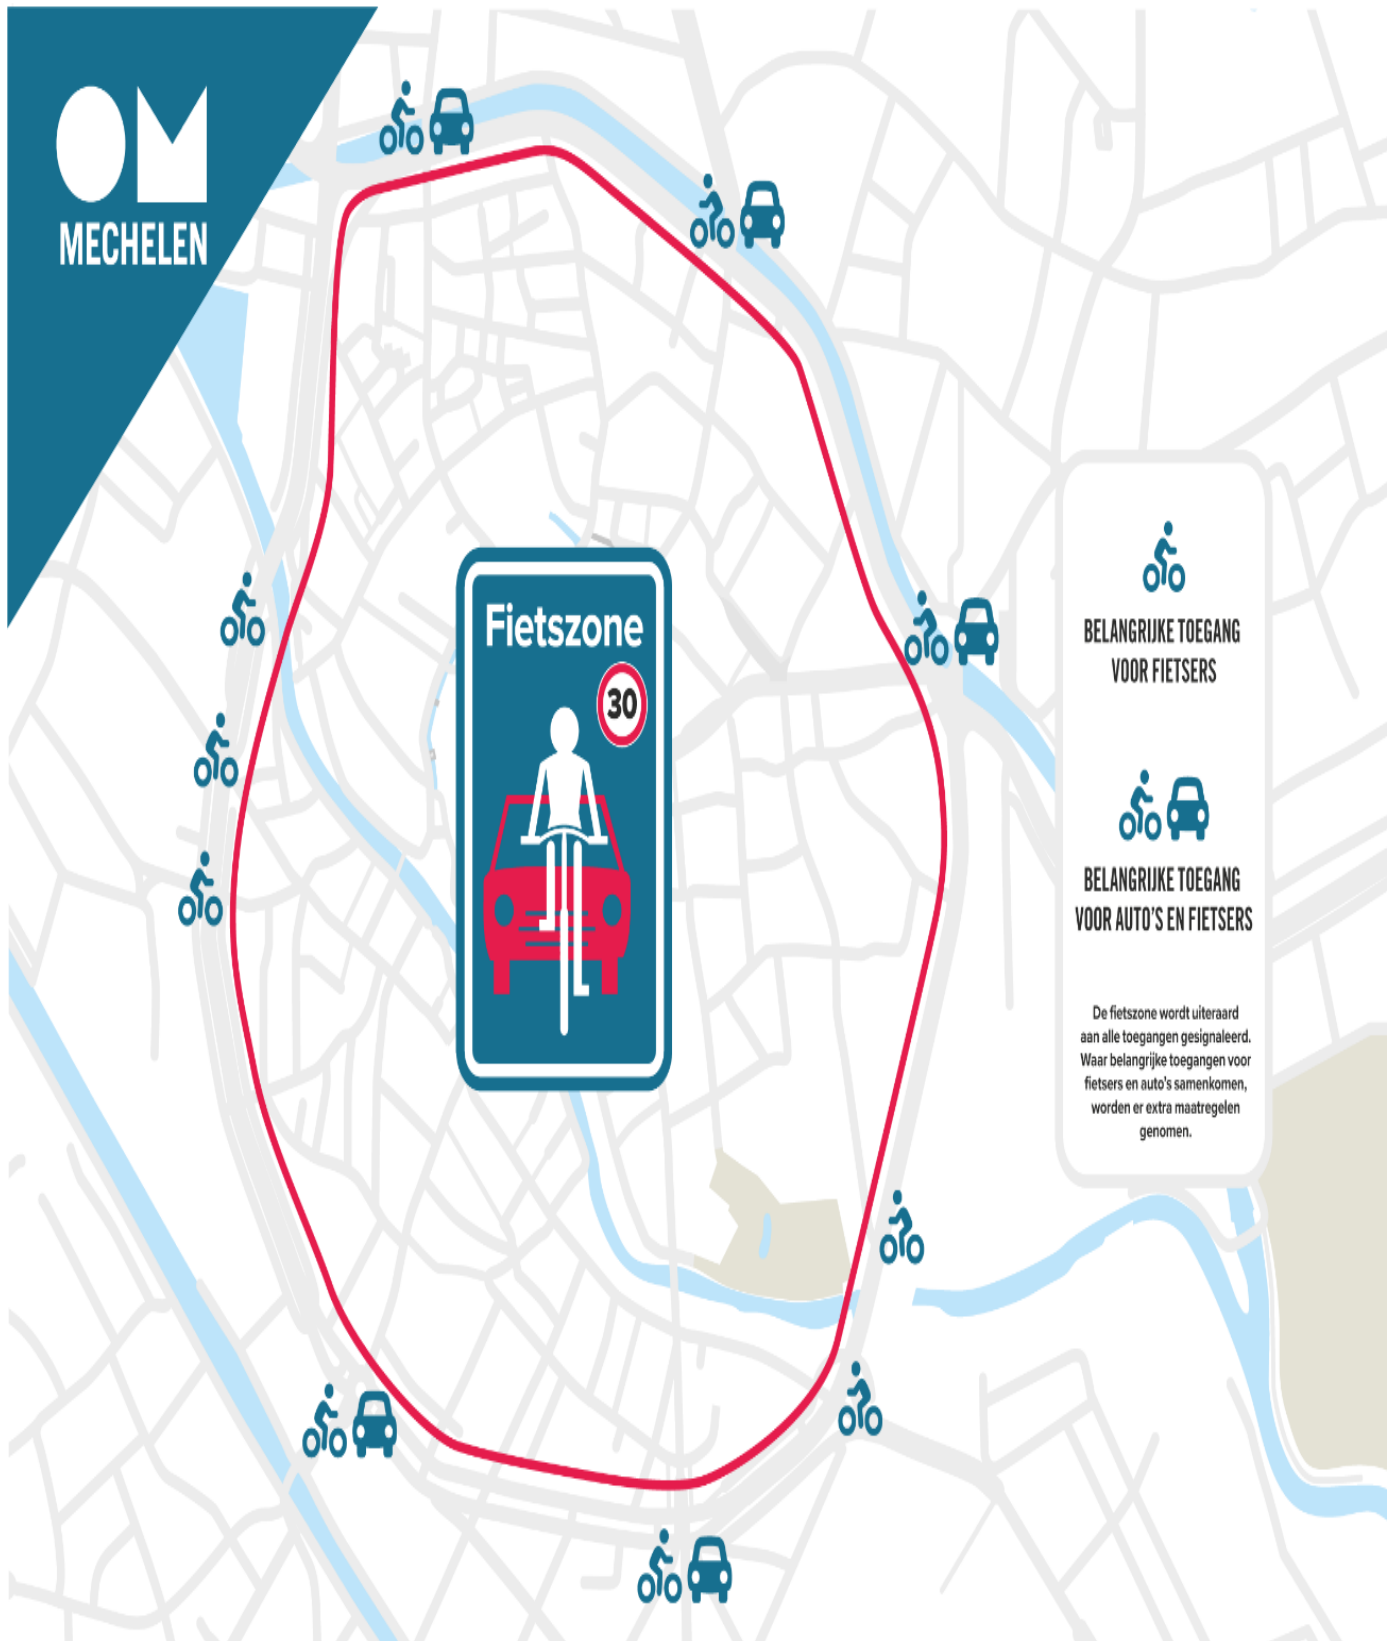 OM
MECHELEN
Fietszone
30
BELANGRIJKE TOEGANG
VOOR FIETSERS
BELANGRIJKE TOEGANG
VOOR AUTO'S EN FIETSERS
De fietszone wordt uiteraard
aan alle toegangen gesignaleerd.
Waar belangrijke toegangen voor
fietsers en auto's samenkomen,
worden er extra maatregelen
genomen.